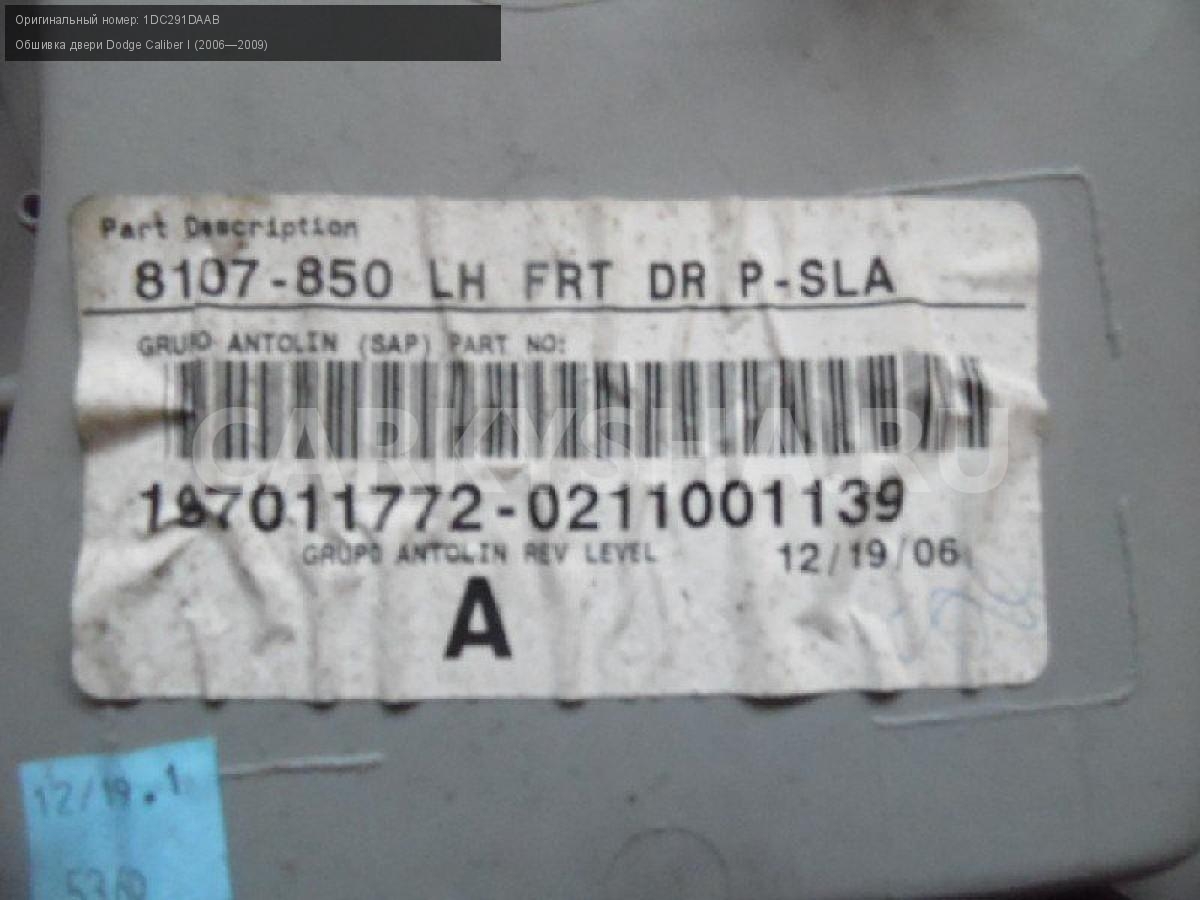 Оригинальный номер: 1DC291DAAB
Обшивка двери Dodge Caliber I (2006—2009)
Part Description
8107-850 LH FRT DR P-SLA
GRUPO ANTOLIN (SAP) PART NO:
CARKYSHA.RU
187011772-0211001139
GRUPO ANTOLIN REV LEVEL 12/19/06
A
12/19.1